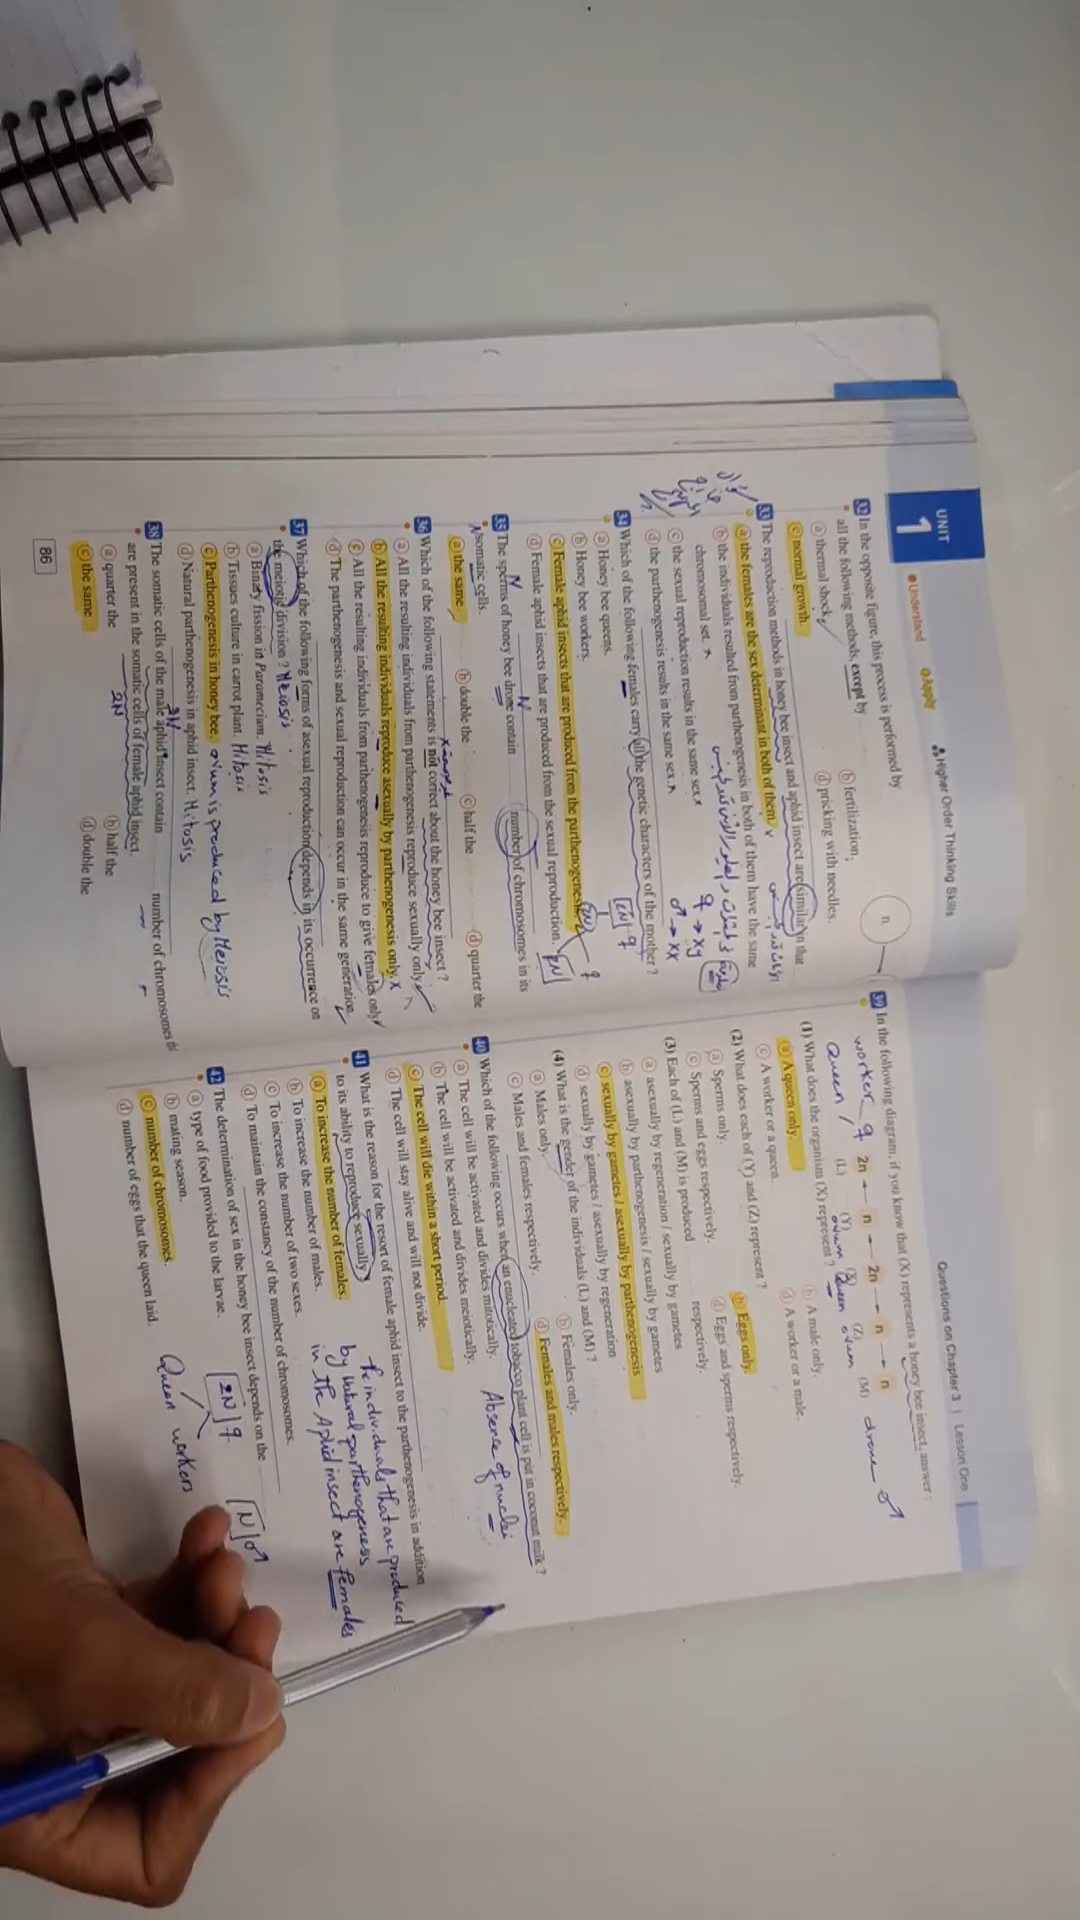 UNIT
1
Understand Apply Higher Order Thinking Skills
32 In the opposite figure, this process is performed by
all the following methods, except by
n
a thermal shock. b fertilization.
c normal growth. d pricking with needles.
33 The reproduction methods in honey bee insect and aphid insect are similar in that
a the females are the sex determinant in both of them.
b the individuals resulted from parthenogenesis in both of them have the same
chromosomal set.
c the sexual reproduction results in the same sex.
d the parthenogenesis results in the same sex.
♀ → xy
♂ → xx
34 Which of the following females carry all the genetic characters of the mother ?
2N ♀
a Honey bee queens.
b Honey bee workers.
c Female aphid insects that are produced from the parthenogenesis.
d Female aphid insects that are produced from the sexual reproduction.
2N
N N
35 The sperms of honey bee drone contain number of chromosomes in its
somatic cells.
a the same b double the c half the d quarter the
36 Which of the following statements is not correct about the honey bee insect ?
a All the resulting individuals from parthenogenesis reproduce sexually only.
b All the resulting individuals reproduce asexually by parthenogenesis only. x
c All the resulting individuals from parthenogenesis reproduce to give females only.
d The parthenogenesis and sexual reproduction can occur in the same generation.
37 Which of the following forms of asexual reproduction depends in its occurrence on
the meiotic division ? Meiosis
a Binary fission in Paramecium. Mitosis
b Tissues culture in carrot plant. Mitosis
c Parthenogenesis in honey bee. ovum is produced by Meiosis
d Natural parthenogenesis in aphid insect. Mitosis
2N
38 The somatic cells of the male aphid insect contain number of chromosomes
are present in the somatic cells of female aphid insect.
2N
a quarter the b half the
c the same d double the
86
Questions on Chapter 3 | Lesson One
39 In the following diagram, if you know that (X) represents a honey bee insect, answer :
worker ♀ 2n n 2n n n drone ♂
Queen / (L) (Y) (X) (Z) (M)
ovum Queen ovum
(1) What does the organism (X) represent ?
a A queen only. b A male only.
c A worker or a queen. d A worker or a male.
(2) What does each of (Y) and (Z) represent ?
a Sperms only. b Eggs only.
c Sperms and eggs respectively. d Eggs and sperms respectively.
(3) Each of (L) and (M) is produced respectively.
a asexually by regeneration / sexually by gametes
b asexually by parthenogenesis / sexually by gametes
c sexually by gametes / asexually by parthenogenesis
d sexually by gametes / asexually by regeneration
(4) What is the gender of the individuals (L) and (M) ?
a Males only. b Females only.
c Males and females respectively. d Females and males respectively.
40 Which of the following occurs when an enucleated tobacco plant cell is put in coconut milk ?
a The cell will be activated and divides mitotically.
b The cell will be activated and divides meiotically.
c The cell will die within a short period.
d The cell will stay alive and will not divide.
Absence of nuclei
41 What is the reason for the resort of female aphid insect to the parthenogenesis in addition
to its ability to reproduce sexually ?
a To increase the number of females.
b To increase the number of males.
c To increase the number of two sexes.
d To maintain the constancy of the number of chromosomes.
the individuals that are produced
by natural parthenogenesis
in the Aphid insect are females
42 The determination of sex in the honey bee insect depends on the
a type of food provided to the larvae.
b mating season.
c number of chromosomes.
d number of eggs that the queen laid.
2N ♀ N ♂
Queen workers